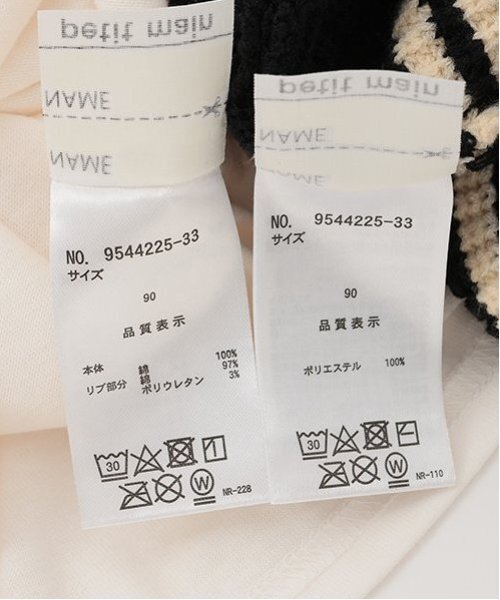 petit main
NAME
NAME
NO. 9544225-33
サイズ
90
品質表示
本体 綿 100%
リブ部分 綿 97%
ポリウレタン 3%
30
W
NR-228
petit main
NAME
NAME
NO. 9544225-33
サイズ
90
品質表示
ポリエステル 100%
30
W
NR-110